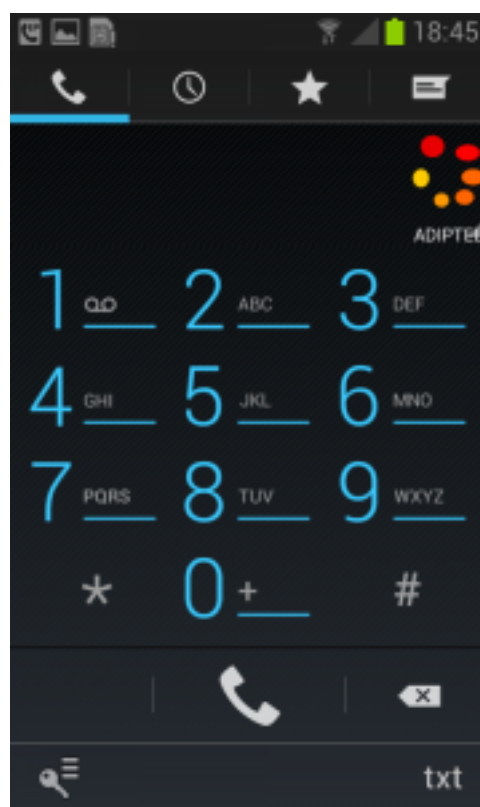 18:45
ADIPTEL
1
2 ABC
3 DEF
4 GHI
5 JKL
6 MNO
7 PQRS
8 TUV
9 WXYZ
* 0 + #
txt